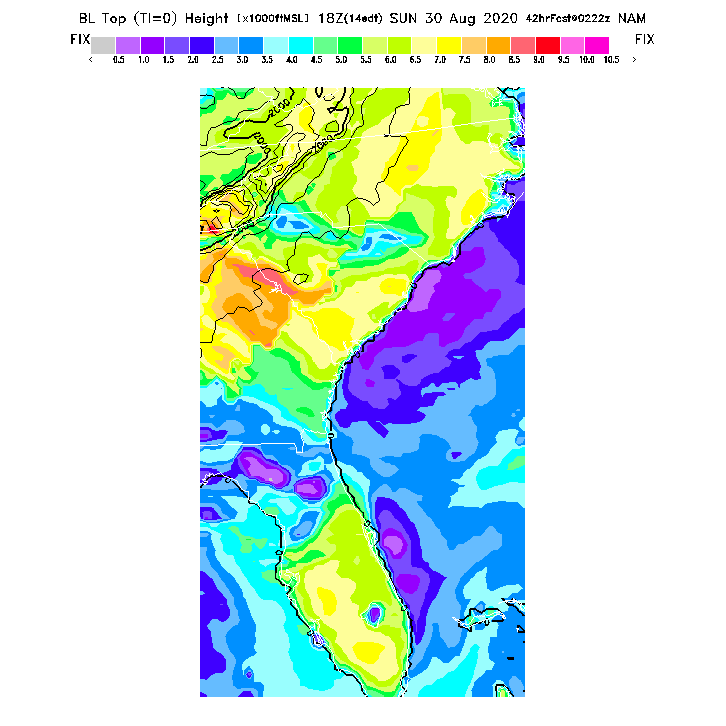 BL Top (TI=0) Height [x1000ftMSL] 18Z(14edt) SUN 30 Aug 2020 42hrFcst@0222z NAM
FIX FIX
< 0.5 1.0 1.5 2.0 2.5 3.0 3.5 4.0 4.5 5.0 5.5 6.0 6.5 7.0 7.5 8.0 8.5 9.0 9.5 10.0 10.5 >
2000
2000
2000